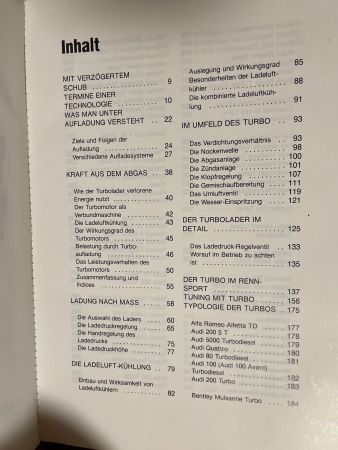 Inhalt
MIT VERZÖGERTEM
SCHUB 9
TERMINE EINER
TECHNOLOGIE 10
WAS MAN UNTER
AUFLADUNG VERSTEHT 22
Ziele und Folgen der
Aufladung 24
Verschiedene Aufladesysteme 27
KRAFT AUS DEM ABGAS 38
Wie der Turbolader verlorene
Energie nutzt 40
Der Turbomotor als
Verbundmaschine 42
Die Ladeluftkühlung 43
Der Wirkungsgrad des
Turbomotors 45
Belastung durch Turbo-
aufladung 46
Das Leistungsverhalten des
Turbomotors 50
Zusammenfassung und
Indices 55
LADUNG NACH MASS 58
Die Auswahl des Laders 60
Die Ladedruckregelung 65
Die Handregelung des
Ladedrucks 75
Die Ladedruckhöhe 77
DIE LADELUFT-KÜHLUNG 79
Einbau und Wirksamkeit von
Ladeluftkühlern 82
Auslegung und Wirkungsgrad 85
Besonderheiten der Ladeluft-
kühler 88
Die kombinierte Ladeluftküh-
lung 91
IM UMFELD DES TURBO 93
Das Verdichtungsverhältnis 93
Die Nockenwelle 98
Die Abgasanlage 100
Die Zündanlage 101
Die Klopfregelung 107
Die Gemischaufbereitung 111
Das Umluftventil 119
Die Wasser-Einspritzung 121
DER TURBOLADER IM
DETAIL 125
Das Ladedruck-Regelventil 133
Worauf im Betrieb zu achten
ist 135
DER TURBO IM RENN-
SPORT 137
TUNING MIT TURBO 156
TYPOLOGIE DER TURBOS 175
Alfa Romeo Alfetta TD 177
Audi 200 5 T 178
Audi 5000 Turbodiesel 179
Audi Quattro 180
Audi 80 Turbodiesel 181
Audi 100 (Audi 100 Avant)
Turbodiesel 182
Audi 200 Turbo 183
Bentley Mulsanne Turbo 184